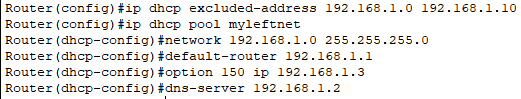 Router(config)#ip dhcp excluded-address 192.168.1.0 192.168.1.10
Router(config)#ip dhcp pool myleftnet
Router(dhcp-config)#network 192.168.1.0 255.255.255.0
Router(dhcp-config)#default-router 192.168.1.1
Router(dhcp-config)#option 150 ip 192.168.1.3
Router(dhcp-config)#dns-server 192.168.1.2